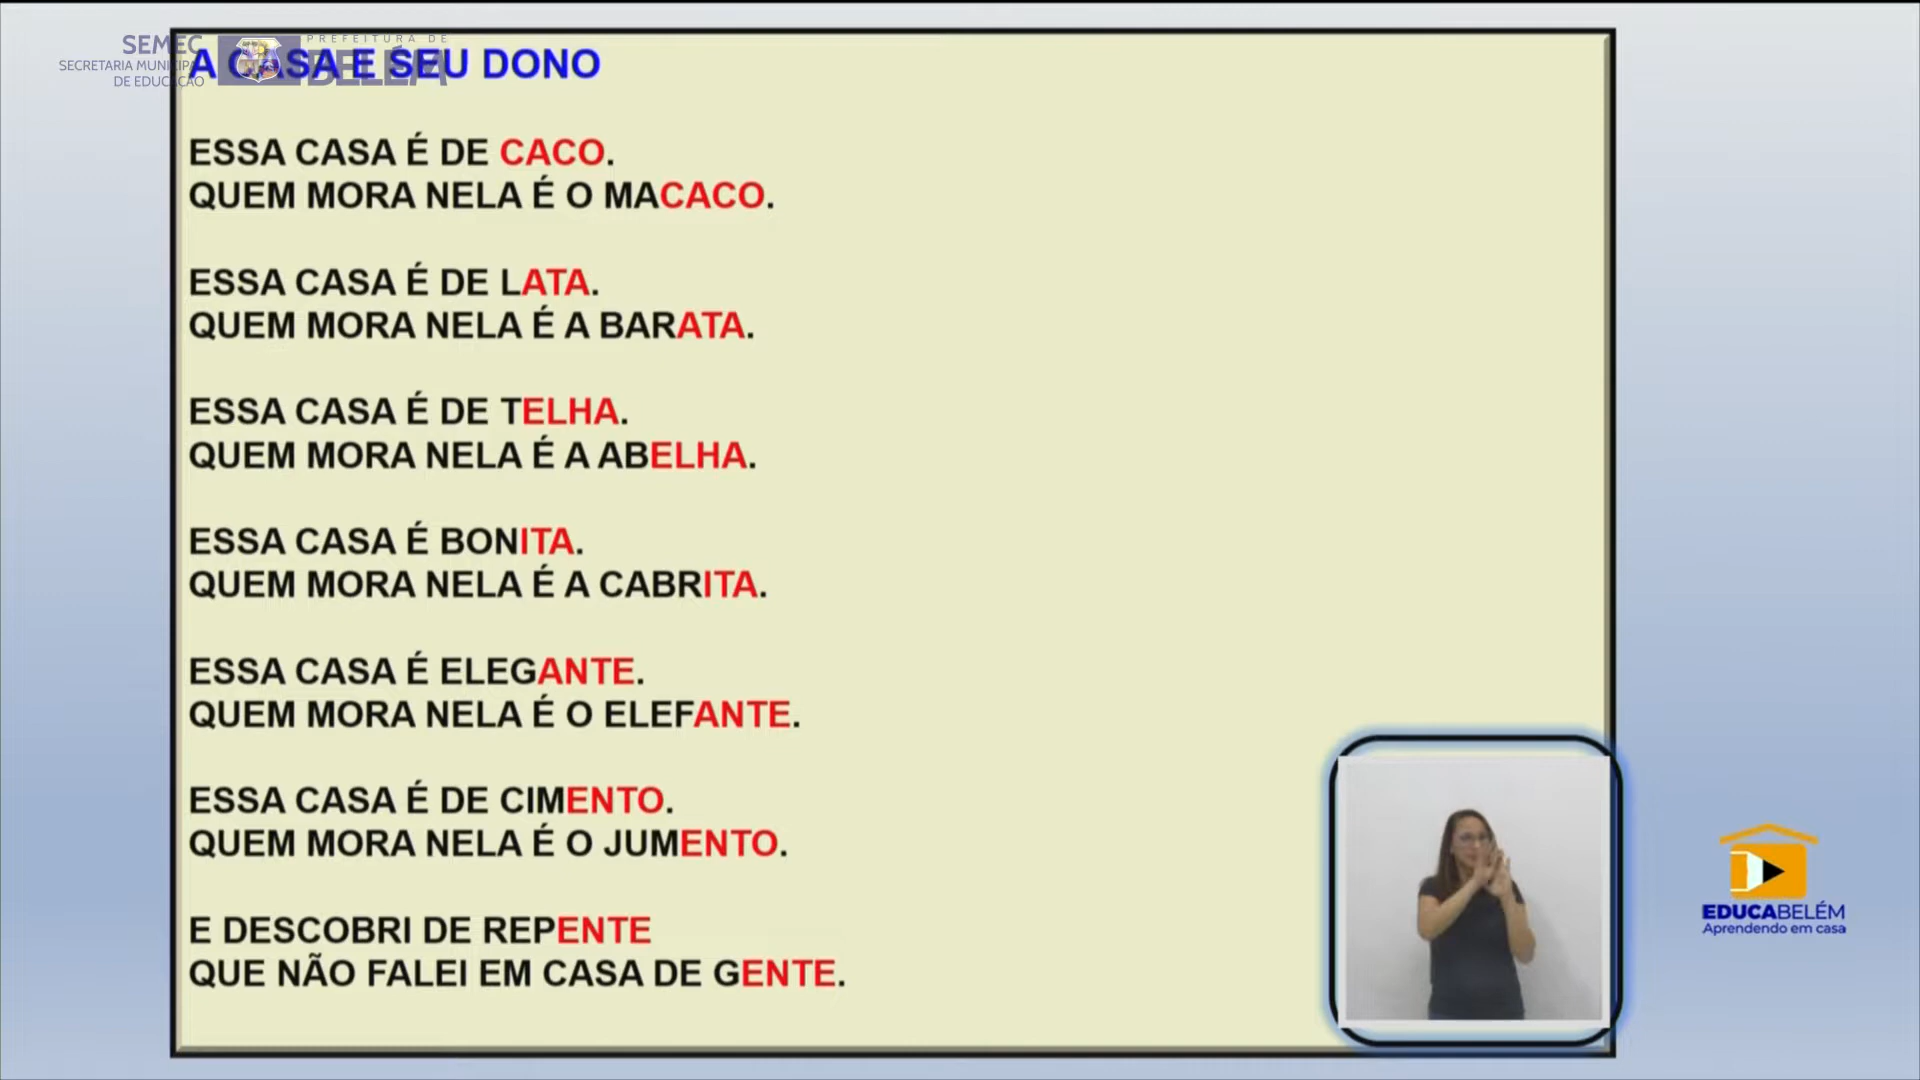 SEMEC
SECRETARIA MUNICIPAL
DE EDUCAÇÃO
PREFEITURA DE
BELÉM
A CASA E SEU DONO
ESSA CASA É DE CACO.
QUEM MORA NELA É O MACACO.
ESSA CASA É DE LATA.
QUEM MORA NELA É A BARATA.
ESSA CASA É DE TELHA.
QUEM MORA NELA É A ABELHA.
ESSA CASA É BONITA.
QUEM MORA NELA É A CABRITA.
ESSA CASA É ELEGANTE.
QUEM MORA NELA É O ELEFANTE.
ESSA CASA É DE CIMENTO.
QUEM MORA NELA É O JUMENTO.
E DESCOBRI DE REPENTE
QUE NÃO FALEI EM CASA DE GENTE.
EDUCABELÉM
Aprendendo em casa